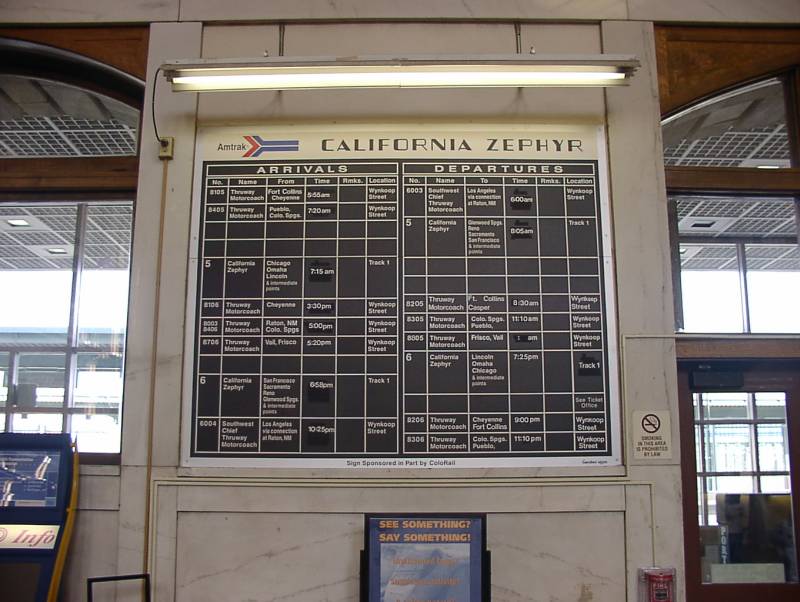 Amtrak CALIFORNIA ZEPHYR
ARRIVALS
No. Name From Time Rmks. Location
8105 Thruway Motorcoach Fort Collins Cheyenne 5:55am Wynkoop Street
8405 Thruway Motorcoach Pueblo, Colo. Spgs. 7:20am Wynkoop Street
5 California Zephyr Chicago Omaha Lincoln & intermediate points 7:15 am Track 1
8106 Thruway Motorcoach Cheyenne 3:30pm Wynkoop Street
8003 8406 Thruway Motorcoach Raton, NM Colo. Spgs. 5:00pm Wynkoop Street
8706 Thruway Motorcoach Vail, Frisco 5:20pm Wynkoop Street
6 California Zephyr San Francisco Sacramento Reno Glenwood Spgs. & intermediate points 6:58pm Track 1
6004 Southwest Chief Thruway Motorcoach Los Angeles via connection at Raton, NM 10:25pm Wynkoop Street
DEPARTURES
No. Name To Time Rmks. Location
6003 Southwest Chief Thruway Motorcoach Los Angeles via connection at Raton, NM 6:00am Wynkoop Street
5 California Zephyr Glenwood Spgs. Reno Sacramento San Francisco & intermediate points 8:05am Track 1
8205 Thruway Motorcoach Ft. Collins Casper 8:30am Wynkoop Street
8305 Thruway Motorcoach Colo. Spgs. Pueblo, 11:10am Wynkoop Street
8005 Thruway Motorcoach Frisco, Vail am Wynkoop Street
6 California Zephyr Lincoln Omaha Chicago & intermediate points 7:25pm Track 1
See Ticket Office
8206 Thruway Motorcoach Cheyenne Fort Collins 9:00pm Wynkoop Street
8306 Thruway Motorcoach Colo. Spgs. Pueblo, 11:10pm Wynkoop Street
Sign Sponsored in Part by ColoRail
SMOKING
IN THIS AREA
IS PROHIBITED
BY LAW
Info
SEE SOMETHING?
SAY SOMETHING!
FIRE